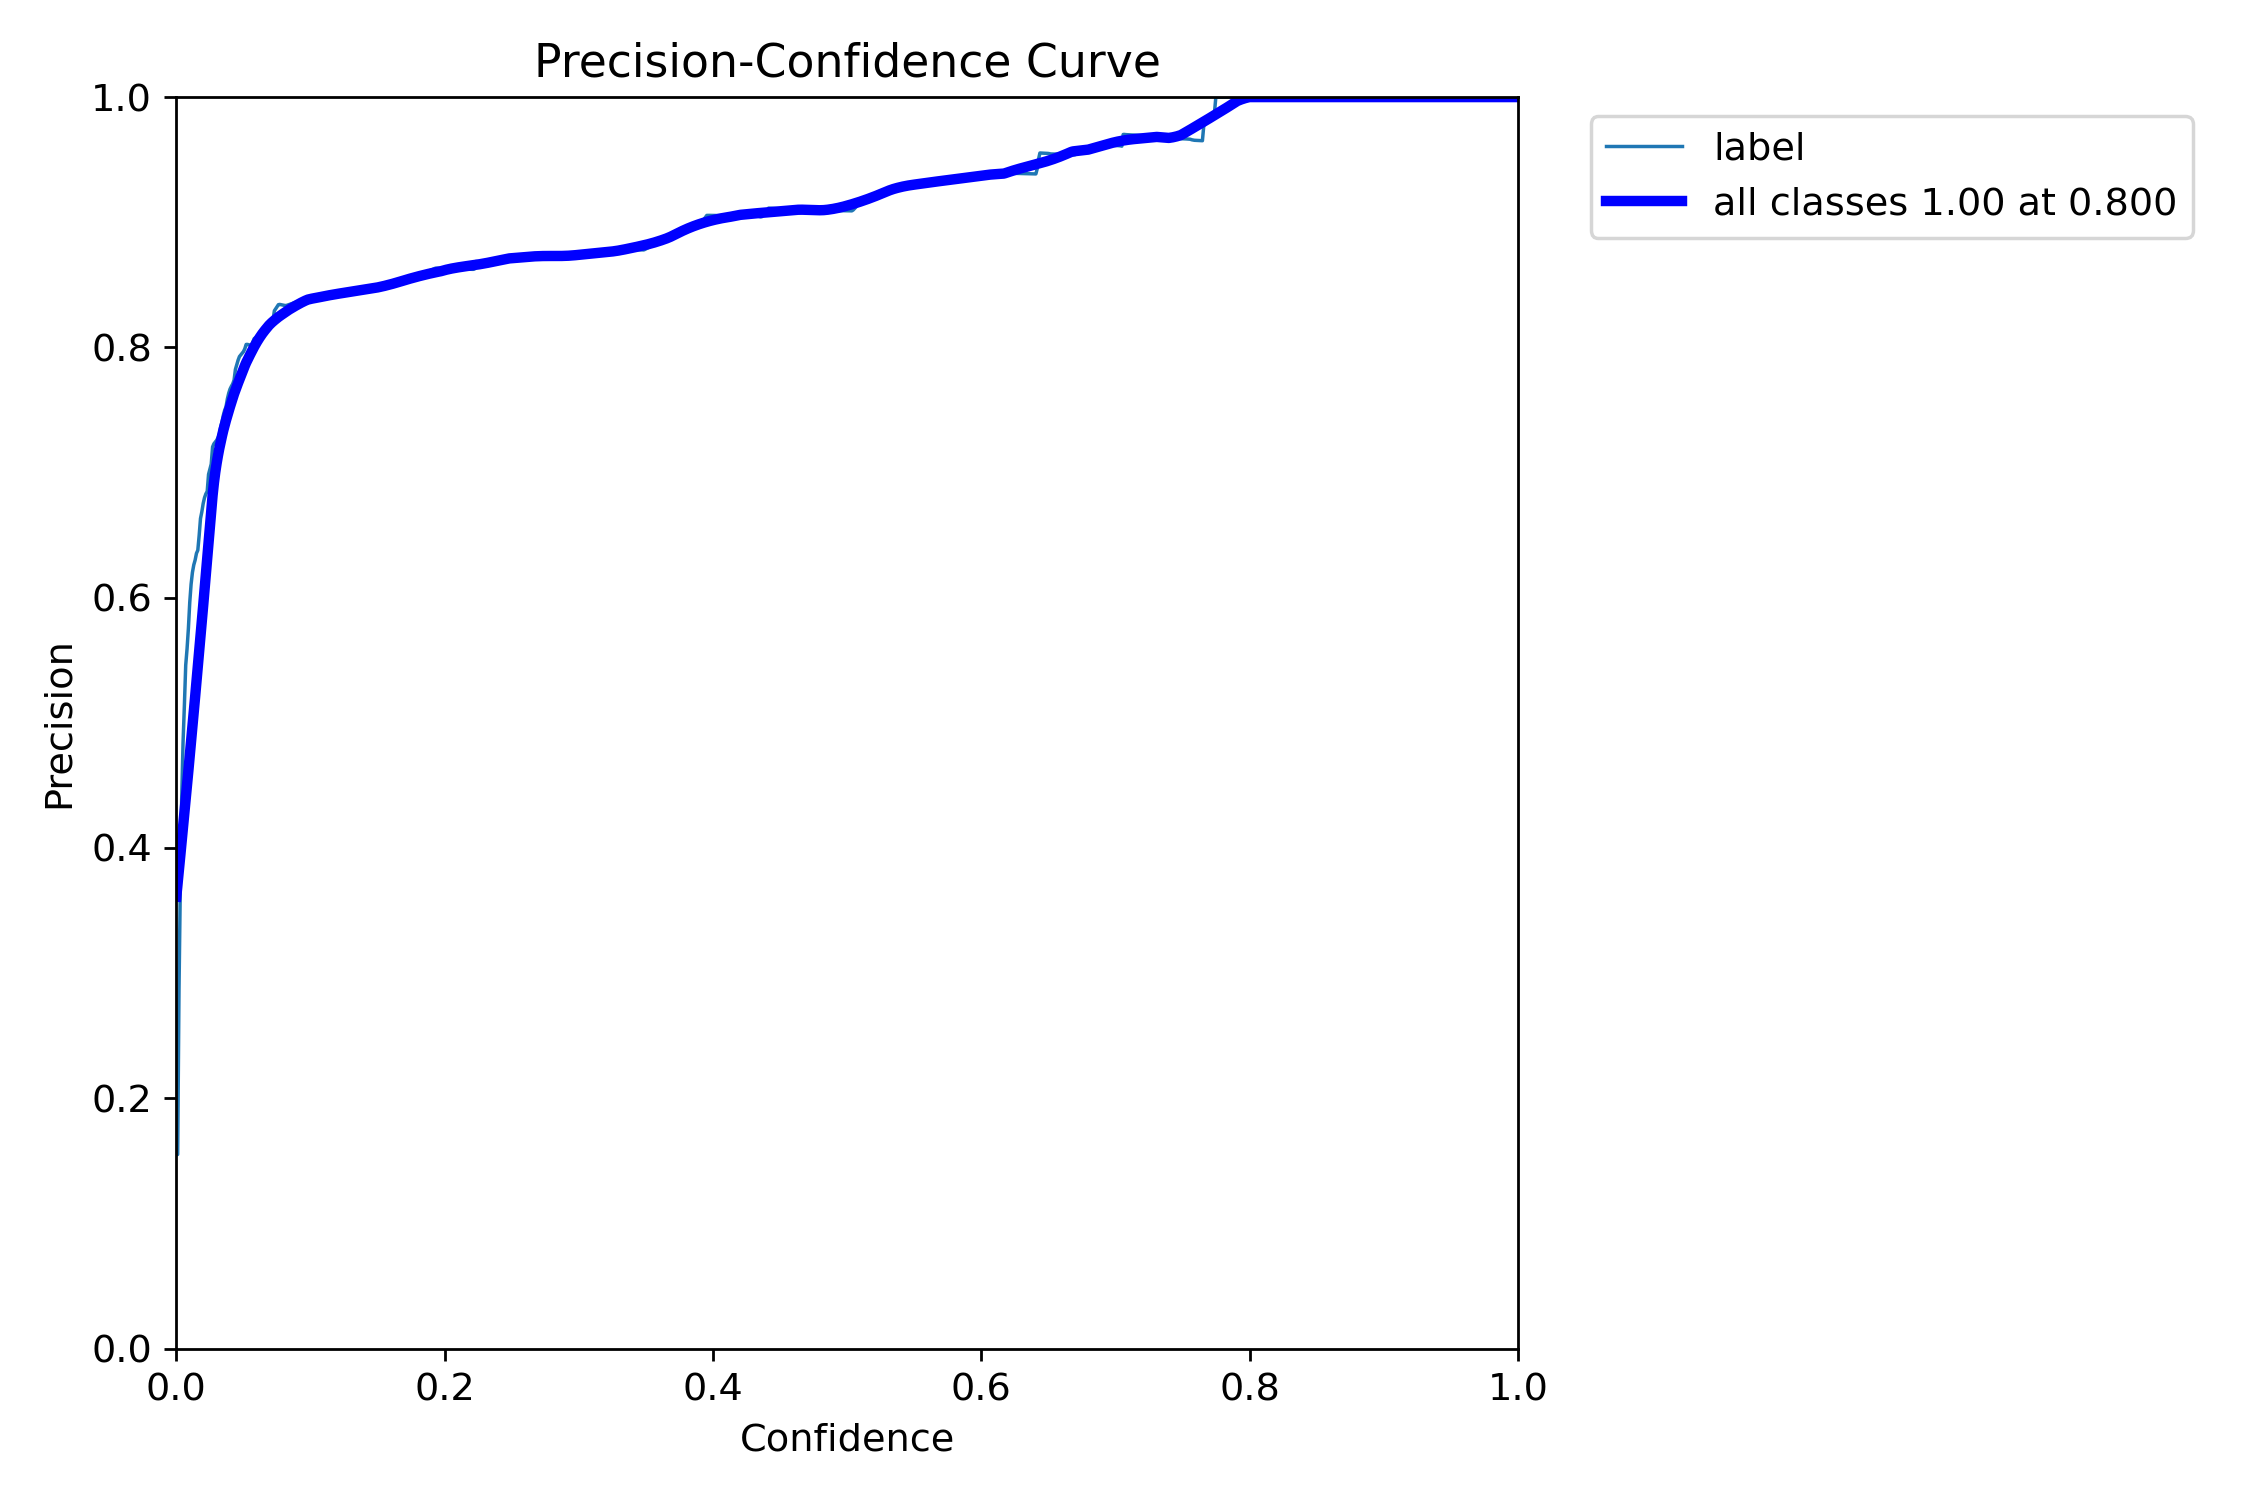 Precision-Confidence Curve
1.0
0.8
0.6
0.4
0.2
0.0
Precision
0.0 0.2 0.4 0.6 0.8 1.0
Confidence
label
all classes 1.00 at 0.800